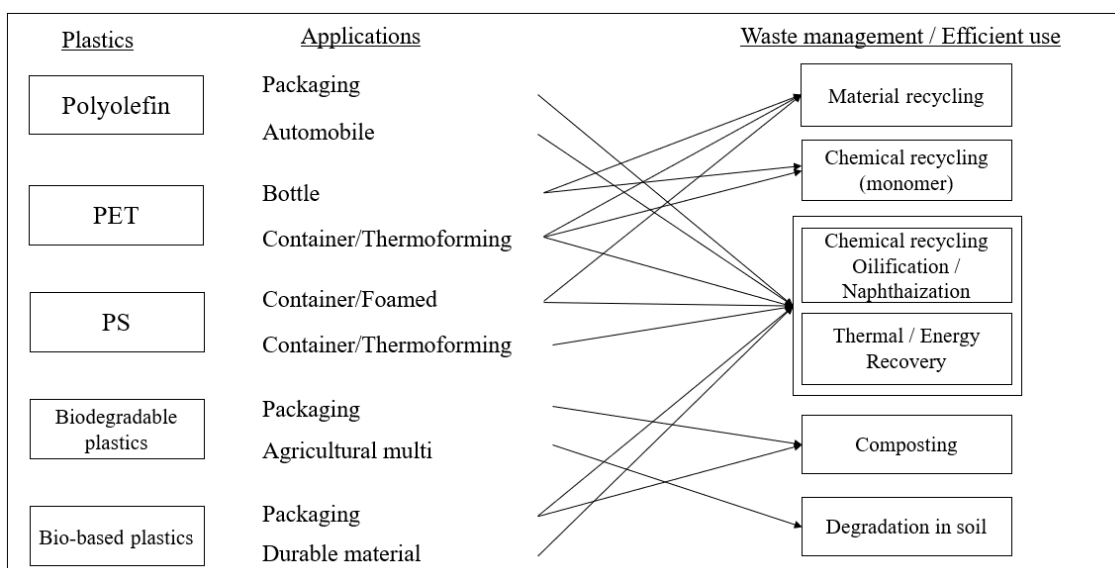 Plastics
Applications
Waste management / Efficient use
Polyolefin
Packaging
Automobile
PET
Bottle
Container/Thermoforming
PS
Container/Foamed
Container/Thermoforming
Biodegradable
plastics
Packaging
Agricultural multi
Bio-based plastics
Packaging
Durable material
Material recycling
Chemical recycling
(monomer)
Chemical recycling
Oilification /
Naphthaization
Thermal / Energy
Recovery
Composting
Degradation in soil